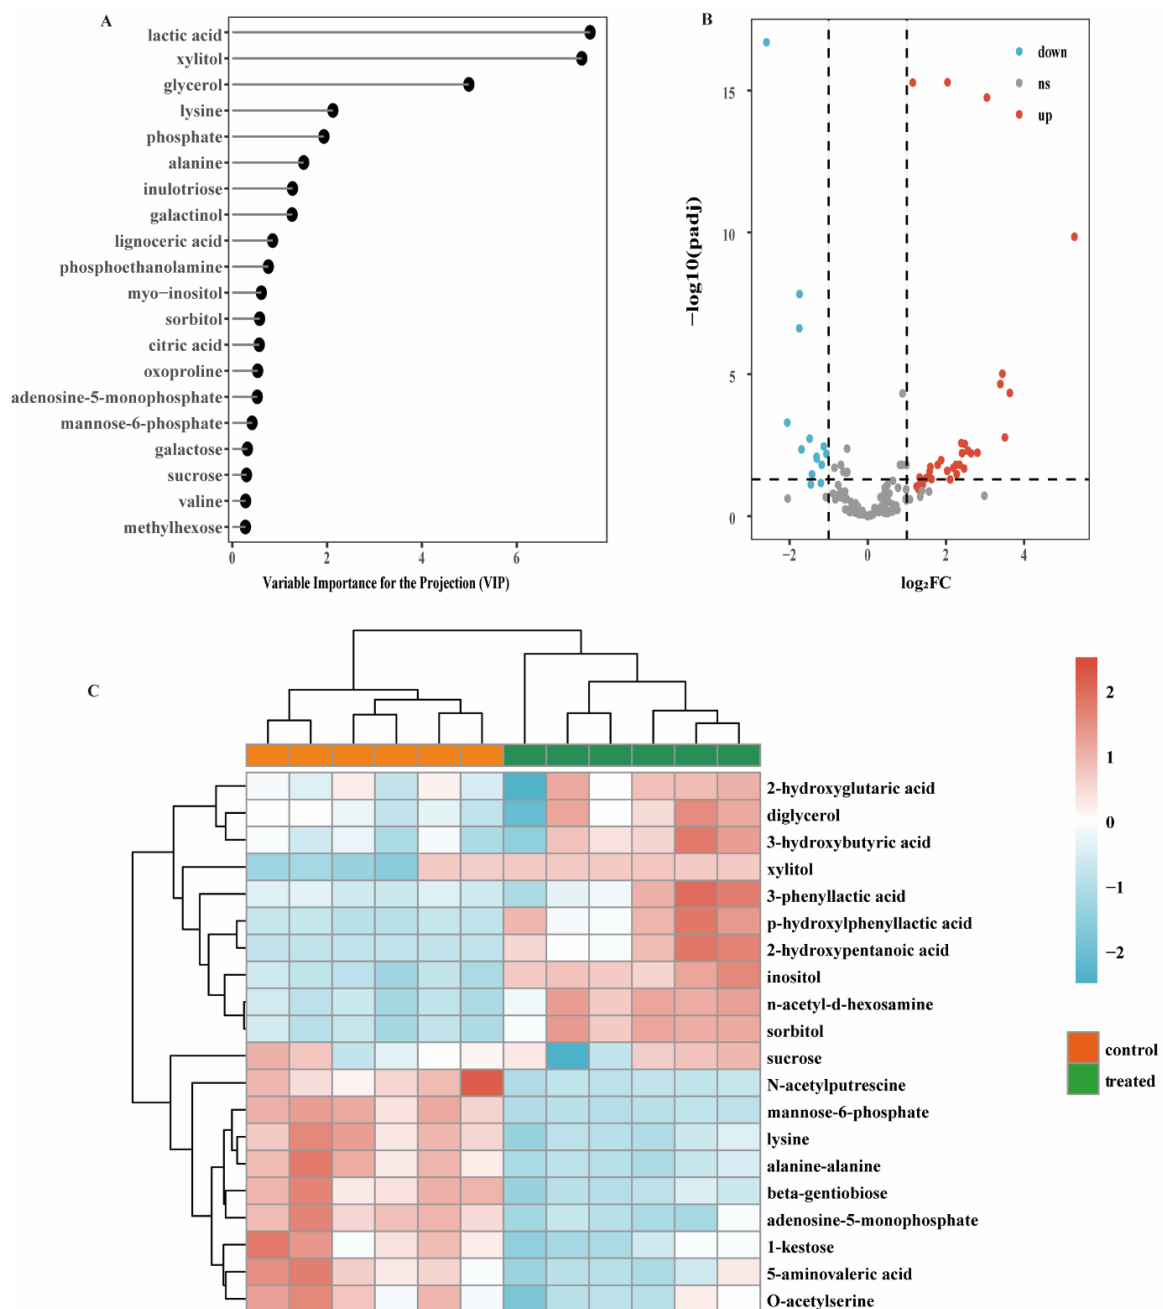 A
lactic acid
xylitol
glycerol
lysine
phosphate
alanine
inulotriose
galactinol
lignoceric acid
phosphoethanolamine
myo−inositol
sorbitol
citric acid
oxoproline
adenosine-5-monophosphate
mannose-6-phosphate
galactose
sucrose
valine
methylhexose
0 2 4 6
Variable Importance for the Projection (VIP)
B
down
ns
up
15
10
5
0
−log10(padj)
−2 0 2 4
log₂FC
C
2-hydroxyglutaric acid
diglycerol
3-hydroxybutyric acid
xylitol
3-phenyllactic acid
p-hydroxylphenyllactic acid
2-hydroxypentanoic acid
inositol
n-acetyl-d-hexosamine
sorbitol
sucrose
N-acetylputrescine
mannose-6-phosphate
lysine
alanine-alanine
beta-gentiobiose
adenosine-5-monophosphate
1-kestose
5-aminovaleric acid
O-acetylserine
2
1
0
−1
−2
control
treated